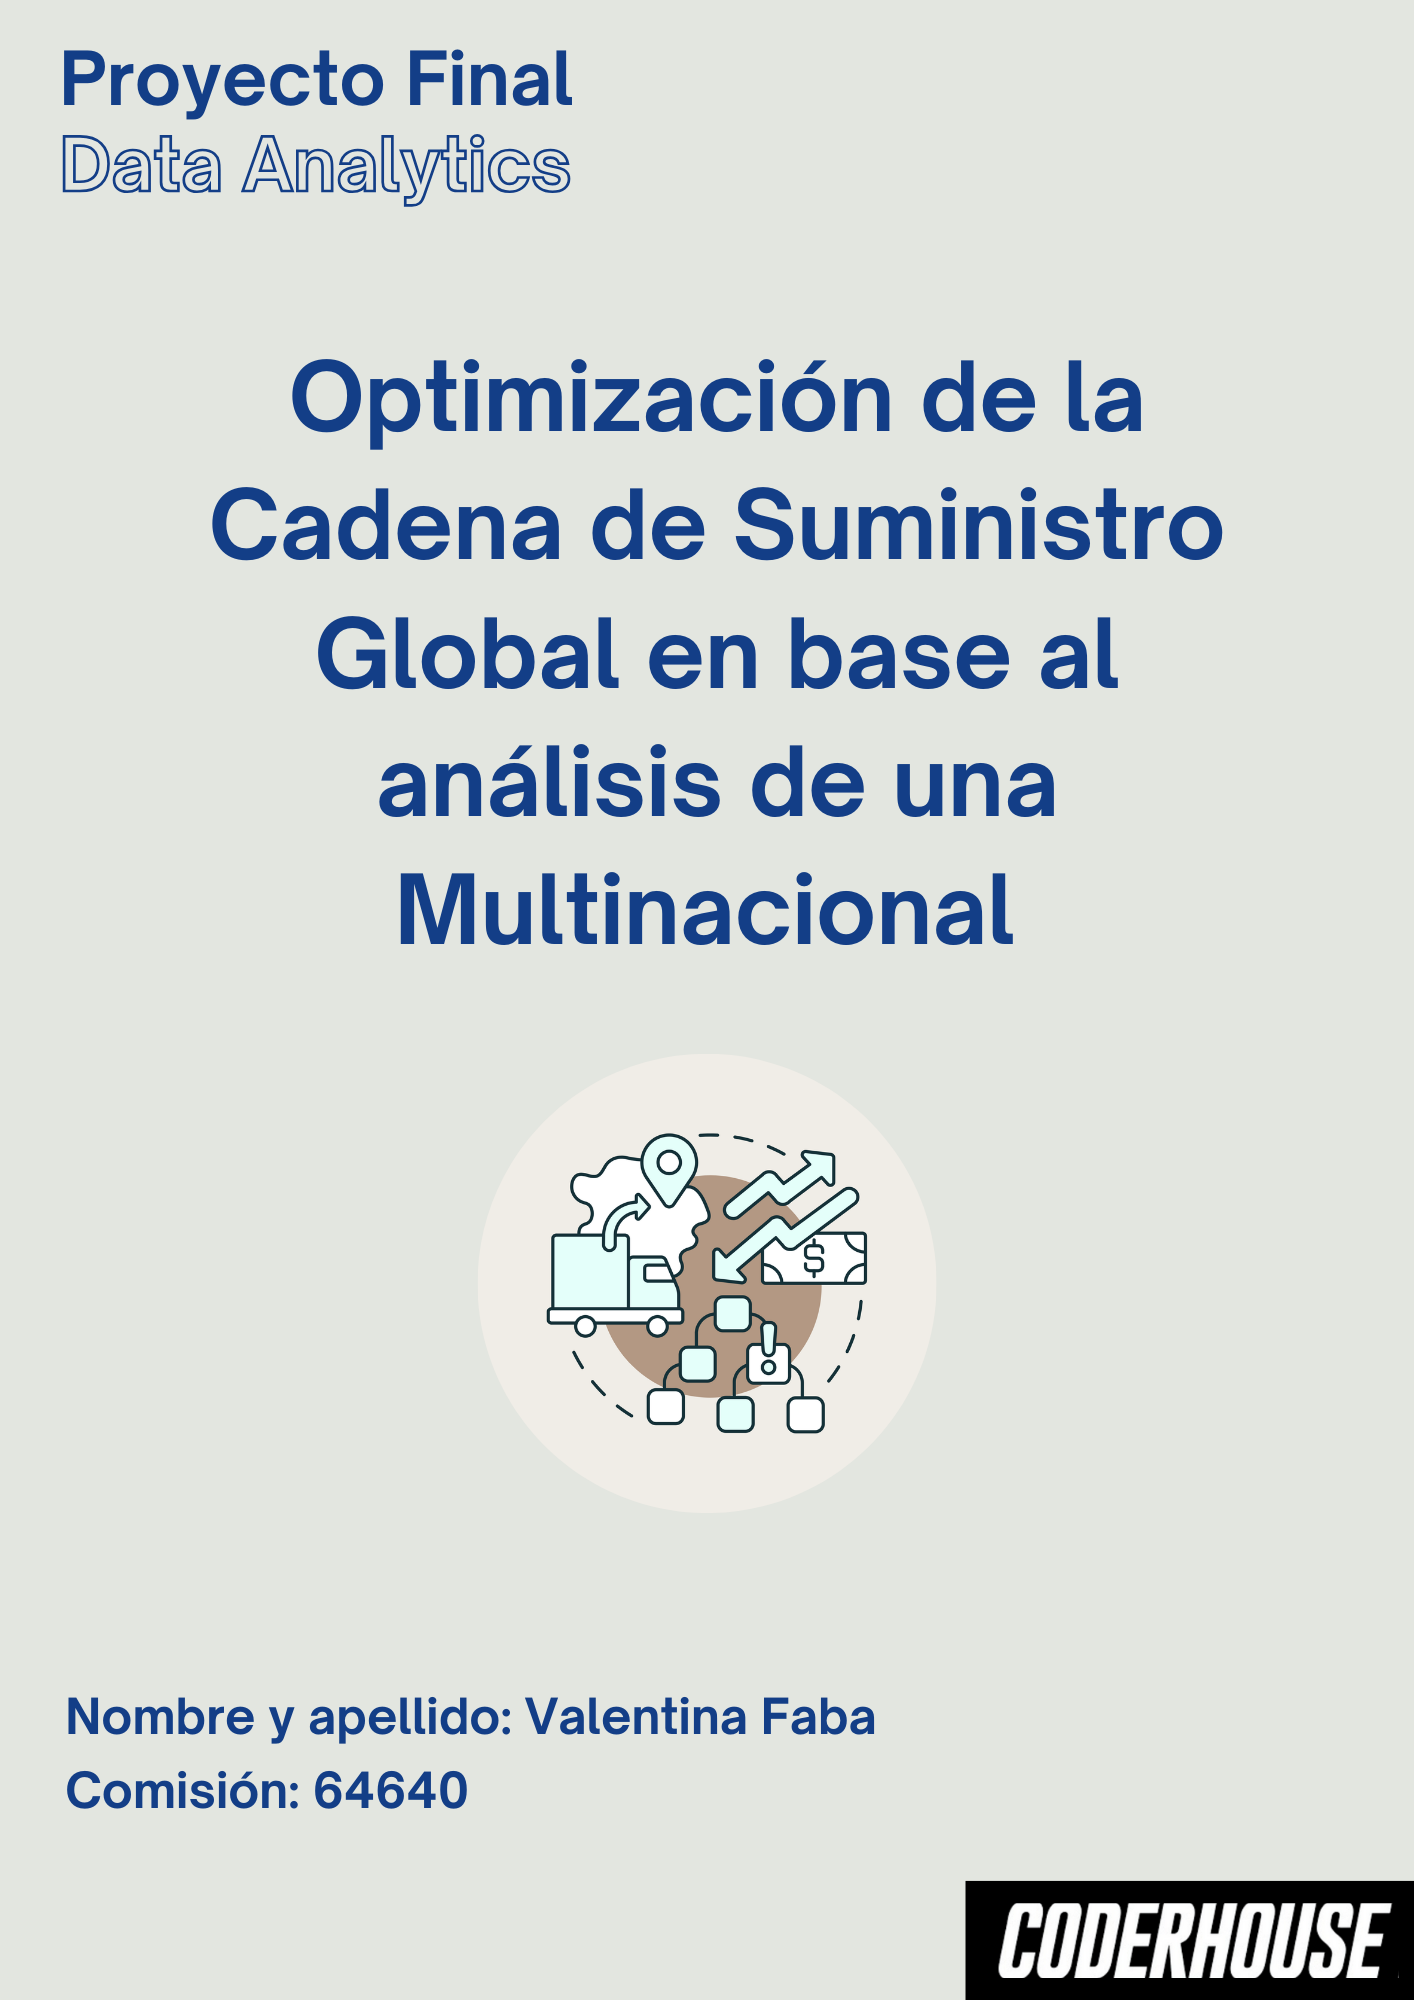 Proyecto Final
Data Analytics
Optimización de la
Cadena de Suministro
Global en base al
análisis de una
Multinacional
$
Nombre y apellido: Valentina Faba
Comisión: 64640
CODERHOUSE